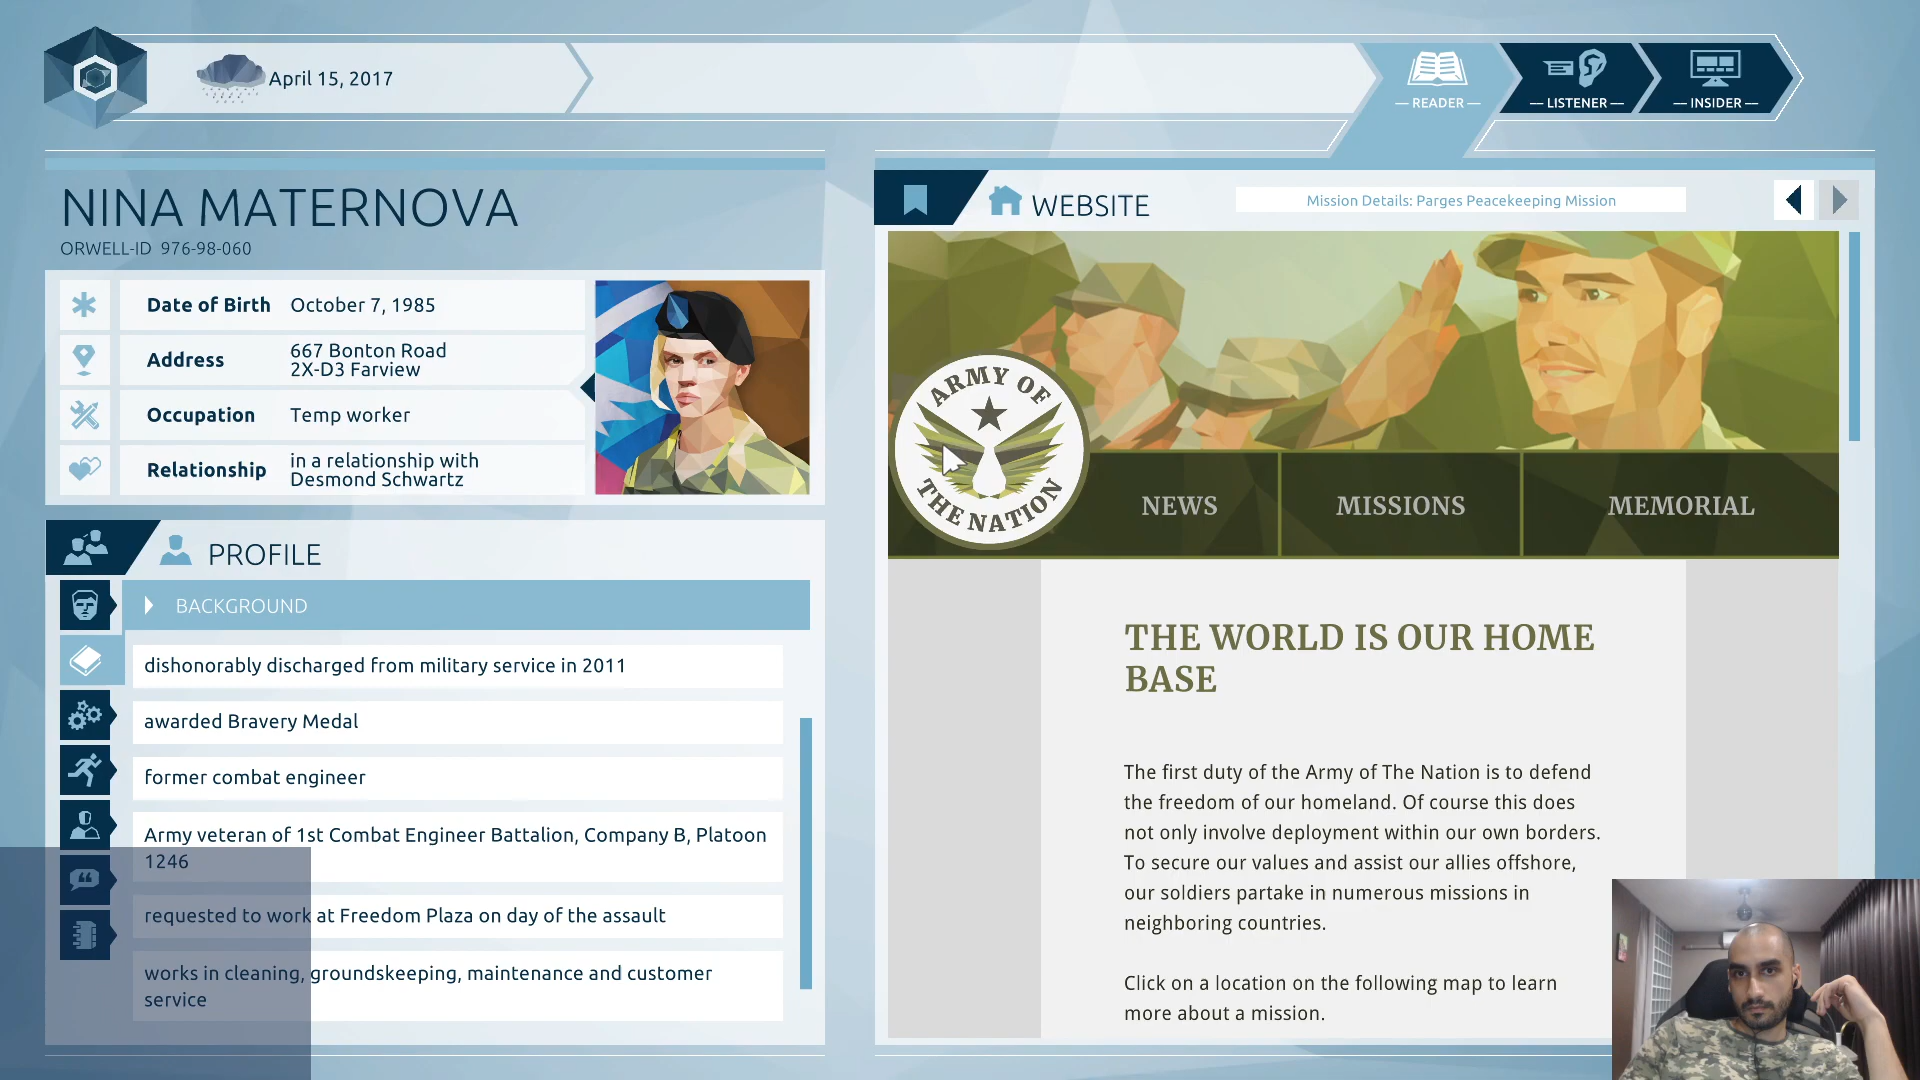 April 15, 2017
READER
LISTENER
INSIDER
NINA MATERNOVA
ORWELL-ID 976-98-060
Date of Birth October 7, 1985
Address 667 Bonton Road
2X-D3 Farview
Occupation Temp worker
Relationship in a relationship with
Desmond Schwartz
PROFILE
BACKGROUND
dishonorably discharged from military service in 2011
awarded Bravery Medal
former combat engineer
Army veteran of 1st Combat Engineer Battalion, Company B, Platoon
1246
requested to work at Freedom Plaza on day of the assault
works in cleaning, groundskeeping, maintenance and customer
service
WEBSITE
Mission Details: Parges Peacekeeping Mission
ARMY OF
THE NATION
NEWS
MISSIONS
MEMORIAL
THE WORLD IS OUR HOME
BASE
The first duty of the Army of The Nation is to defend
the freedom of our homeland. Of course this does
not only involve deployment within our own borders.
To secure our values and assist our allies offshore,
our soldiers partake in numerous missions in
neighboring countries.
Click on a location on the following map to learn
more about a mission.